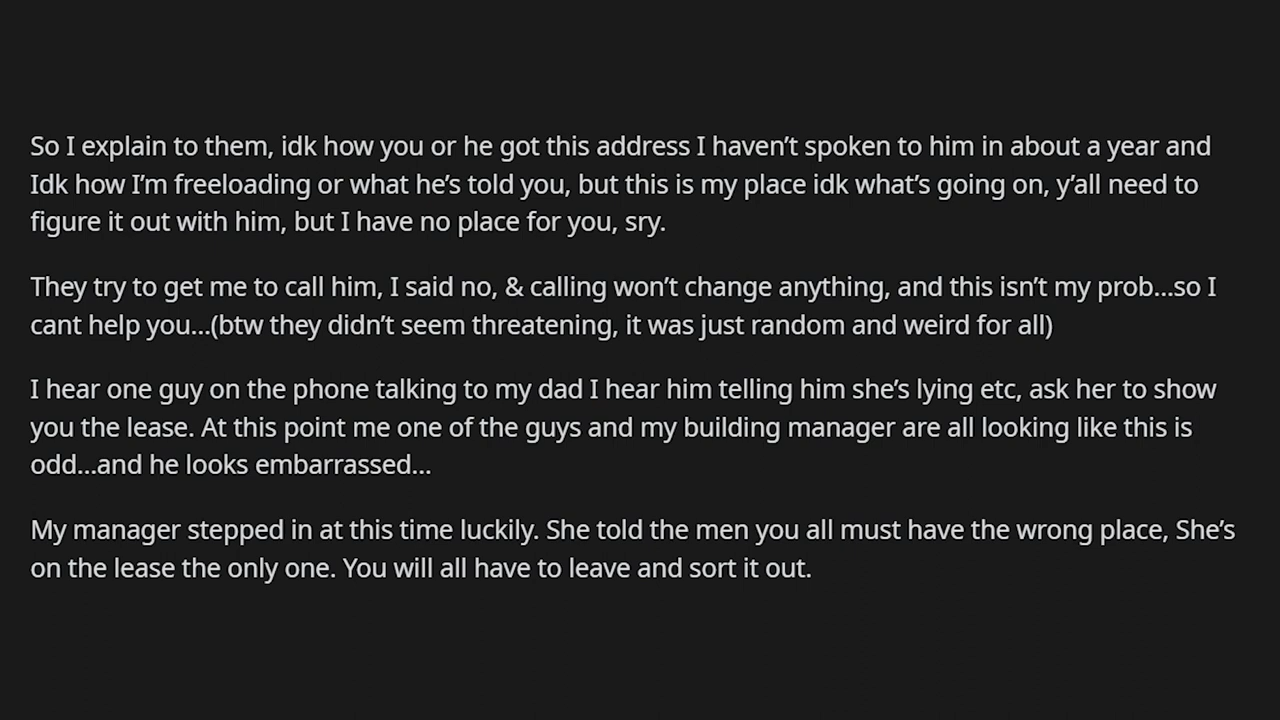 So I explain to them, idk how you or he got this address I haven’t spoken to him in about a year and
Idk how I’m freeloading or what he’s told you, but this is my place idk what’s going on, y’all need to
figure it out with him, but I have no place for you, sry.
They try to get me to call him, I said no, & calling won’t change anything, and this isn’t my prob...so I
cant help you...(btw they didn’t seem threatening, it was just random and weird for all)
I hear one guy on the phone talking to my dad I hear him telling him she’s lying etc, ask her to show
you the lease. At this point me one of the guys and my building manager are all looking like this is
odd...and he looks embarrassed...
My manager stepped in at this time luckily. She told the men you all must have the wrong place, She’s
on the lease the only one. You will all have to leave and sort it out.